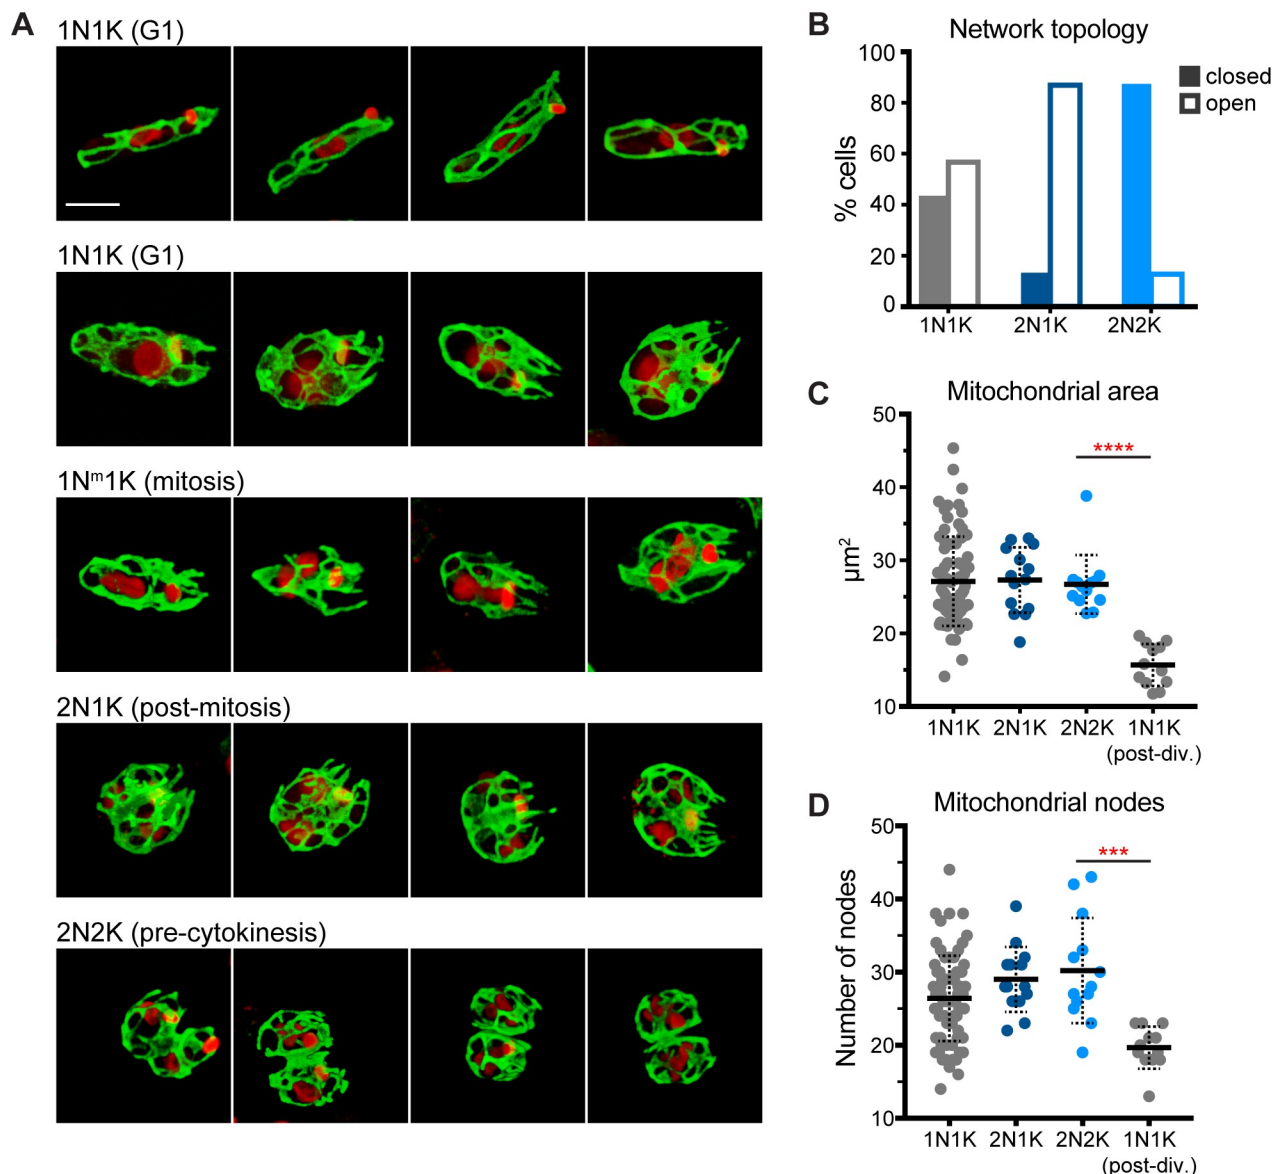 A
1N1K (G1)
1N1K (G1)
1Nᵐ1K (mitosis)
2N1K (post-mitosis)
2N2K (pre-cytokinesis)
B
Network topology
closed
open
% cells
100
80
60
40
20
0
1N1K 2N1K 2N2K
C
Mitochondrial area
****
µm²
50
40
30
20
10
1N1K 2N1K 2N2K 1N1K
(post-div.)
D
Mitochondrial nodes
***
Number of nodes
50
40
30
20
10
1N1K 2N1K 2N2K 1N1K
(post-div.)